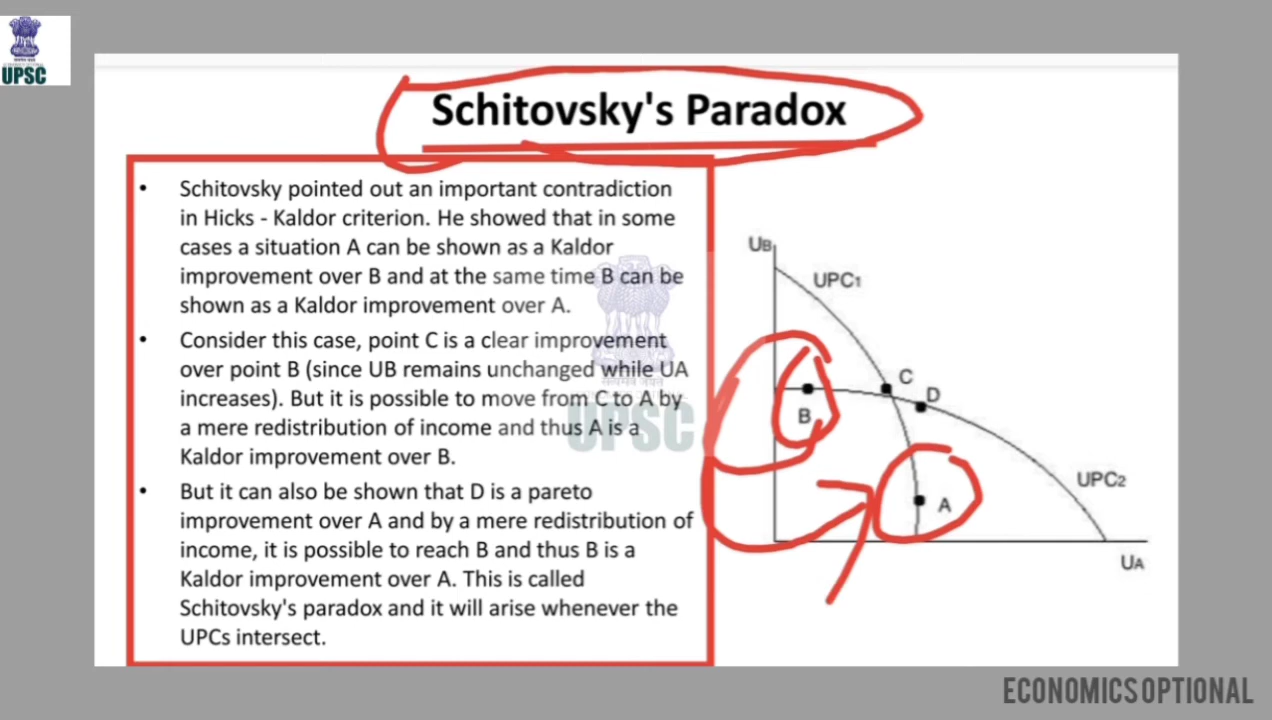 UPSC
Schitovsky's Paradox
• Schitovsky pointed out an important contradiction
in Hicks - Kaldor criterion. He showed that in some
cases a situation A can be shown as a Kaldor
improvement over B and at the same time B can be
shown as a Kaldor improvement over A.
• Consider this case, point C is a clear improvement
over point B (since UB remains unchanged while UA
increases). But it is possible to move from C to A by
a mere redistribution of income and thus A is a
Kaldor improvement over B.
• But it can also be shown that D is a pareto
improvement over A and by a mere redistribution of
income, it is possible to reach B and thus B is a
Kaldor improvement over A. This is called
Schitovsky's paradox and it will arise whenever the
UPCs intersect.
सत्यमेव जयते
UPSC
UB
UPC1
C
D
B
UPC2
A
UA
ECONOMICS OPTIONAL